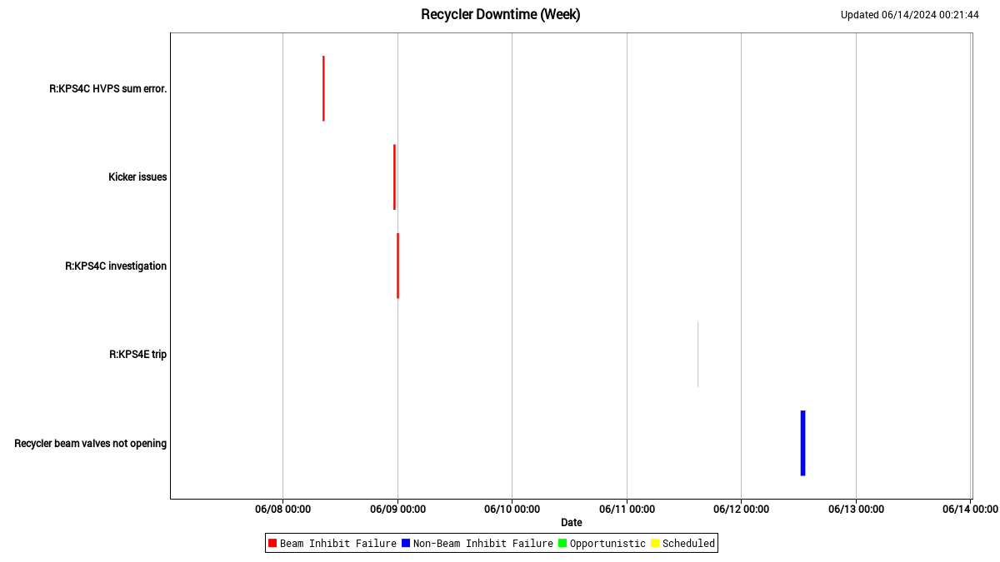 Recycler Downtime (Week)
Updated 06/14/2024 00:21:44
R:KPS4C HVPS sum error.
Kicker issues
R:KPS4C investigation
R:KPS4E trip
Recycler beam valves not opening
06/08 00:00 06/09 00:00 06/10 00:00 06/11 00:00 06/12 00:00 06/13 00:00 06/14 00:00
Date
Beam Inhibit Failure Non-Beam Inhibit Failure Opportunistic Scheduled